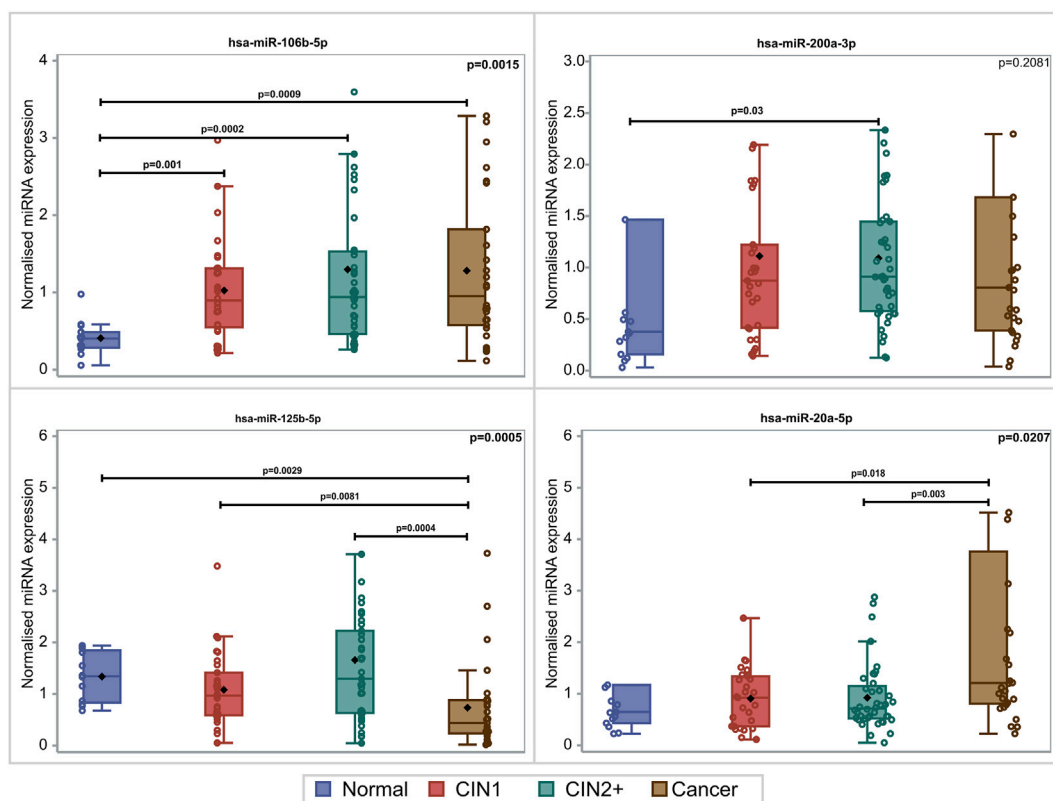 hsa-miR-106b-5p
p=0.0015
Normalised miRNA expression
4
3
2
1
0
p=0.0009
p=0.0002
p=0.001
hsa-miR-200a-3p
p=0.2081
Normalised miRNA expression
3.0
2.5
2.0
1.5
1.0
0.5
0.0
p=0.03
hsa-miR-125b-5p
p=0.0005
Normalised miRNA expression
6
5
4
3
2
1
0
p=0.0029
p=0.0081
p=0.0004
hsa-miR-20a-5p
p=0.0207
Normalised miRNA expression
6
5
4
3
2
1
0
p=0.018
p=0.003
Normal CIN1 CIN2+ Cancer